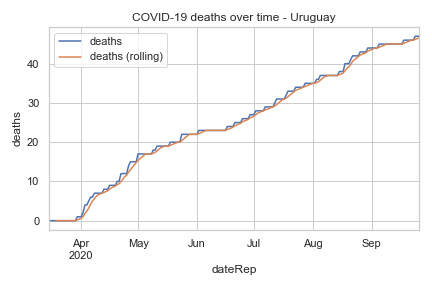 COVID-19 deaths over time - Uruguay
deaths
deaths (rolling)
deaths
40
30
20
10
0
Apr May Jun Jul Aug Sep
2020
dateRep